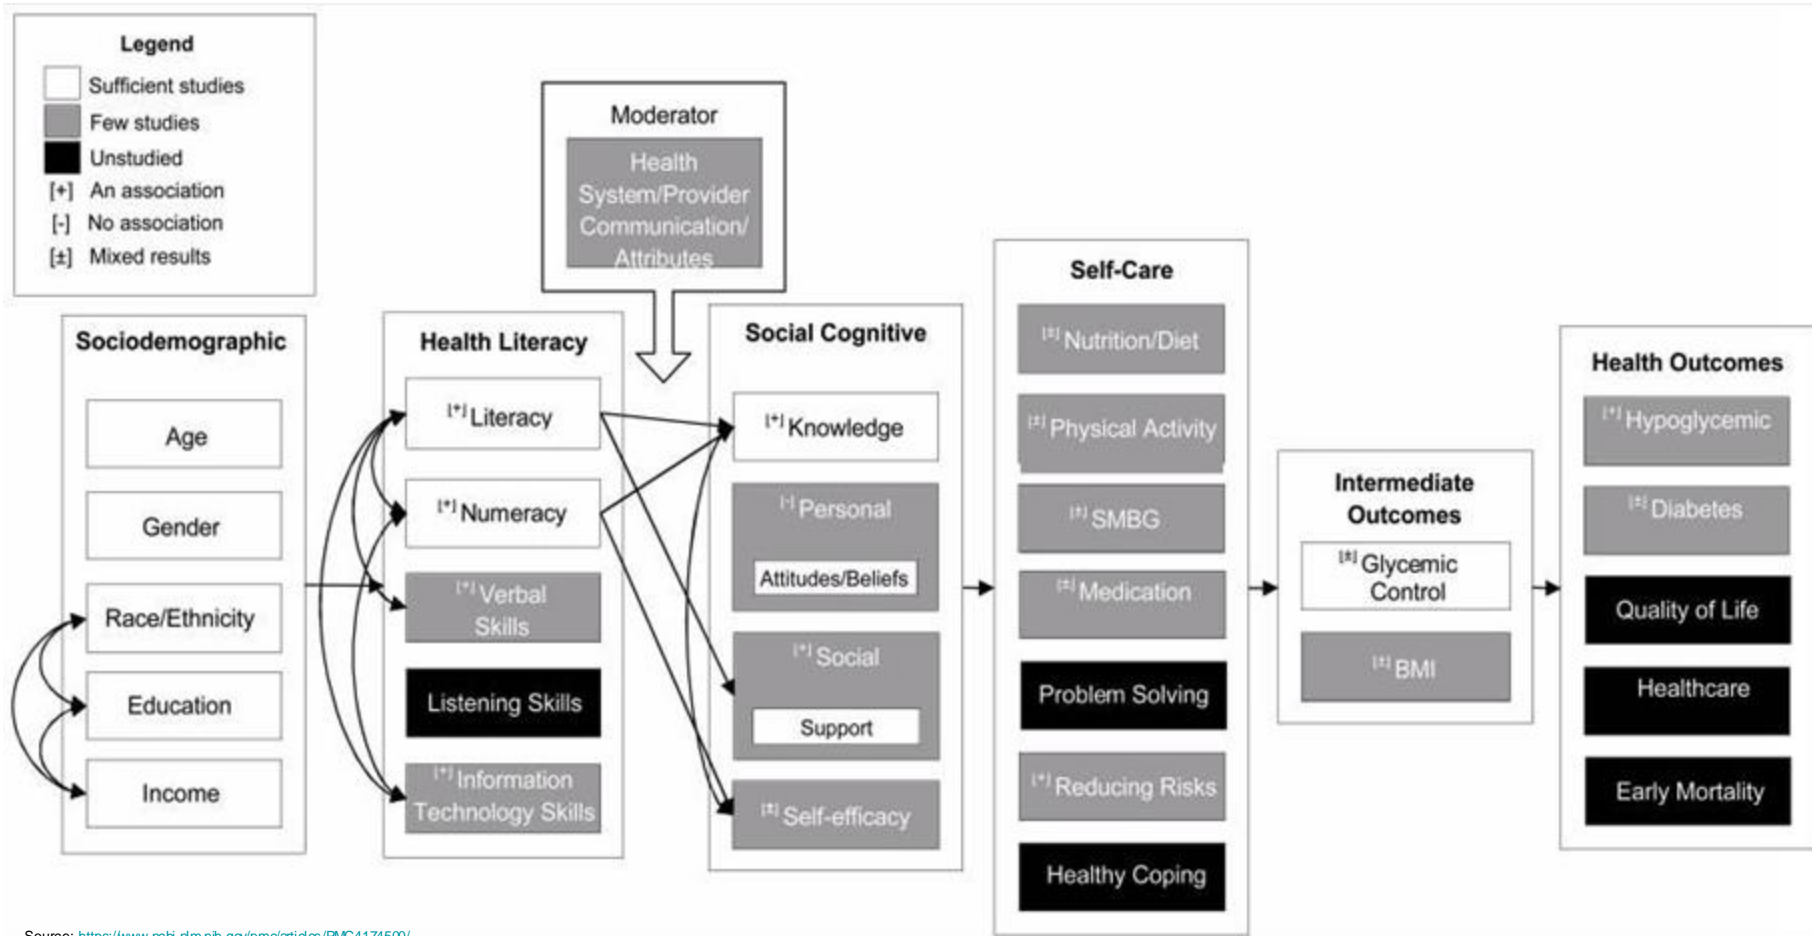 Legend
Sufficient studies
Few studies
Unstudied
[+] An association
[-] No association
[±] Mixed results
Moderator
Health
System/Provider
Communication/
Attributes
Sociodemographic
Age
Gender
Race/Ethnicity
Education
Income
Health Literacy
[+] Literacy
[+] Numeracy
[+] Verbal
Skills
Listening Skills
[+] Information
Technology Skills
Social Cognitive
[+] Knowledge
[-] Personal
Attitudes/Beliefs
[+] Social
Support
[±] Self-efficacy
Self-Care
[±] Nutrition/Diet
[±] Physical Activity
[±] SMBG
[±] Medication
Problem Solving
[+] Reducing Risks
Healthy Coping
Intermediate
Outcomes
[±] Glycemic
Control
[±] BMI
Health Outcomes
[+] Hypoglycemic
[±] Diabetes
Quality of Life
Healthcare
Early Mortality
Source: